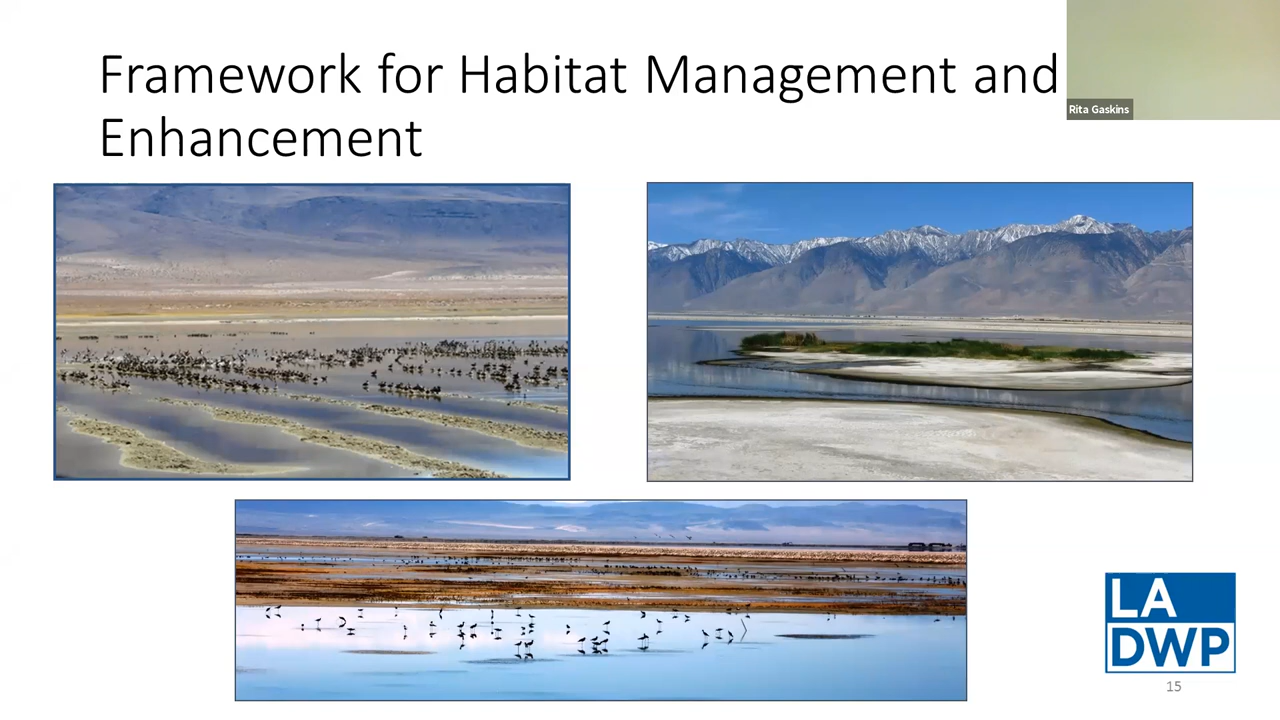 Framework for Habitat Management and
Enhancement
Rita Gaskins
LA
DWP
15